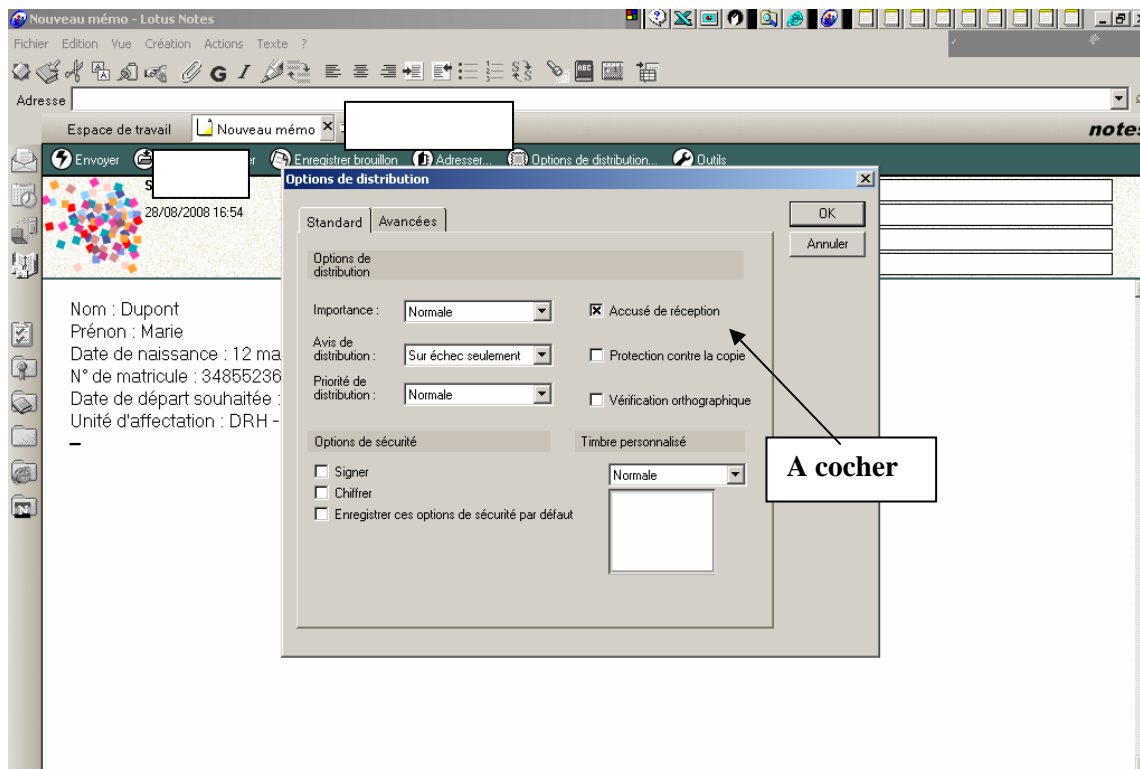 Nouveau mémo - Lotus Notes
Fichier Edition Vue Création Actions Texte ?
Adresse
Espace de travail Nouveau mémo
notes
Envoyer Enregistrer brouillon Adresser... Options de distribution... Outils
28/08/2008 16:54
Options de distribution
Standard Avancées
OK
Annuler
Options de
distribution
Importance : Normale
Accusé de réception
Avis de
distribution : Sur échec seulement
Protection contre la copie
Priorité de
distribution : Normale
Vérification orthographique
Options de sécurité
Timbre personnalisé
Signer
Normale
Chiffrer
Enregistrer ces options de sécurité par défaut
A cocher
Nom : Dupont
Prénon : Marie
Date de naissance : 12 ma
N° de matricule : 34855236
Date de départ souhaitée :
Unité d'affectation : DRH -